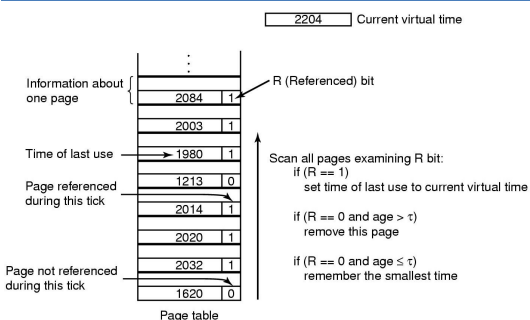 2204 Current virtual time
Information about
one page
R (Referenced) bit
2084 1
2003 1
Time of last use
1980 1
1213 0
Page referenced
during this tick
2014 1
2020 1
2032 1
Page not referenced
during this tick
1620 0
Page table
Scan all pages examining R bit:
if (R == 1)
set time of last use to current virtual time
if (R == 0 and age > τ)
remove this page
if (R == 0 and age ≤ τ)
remember the smallest time